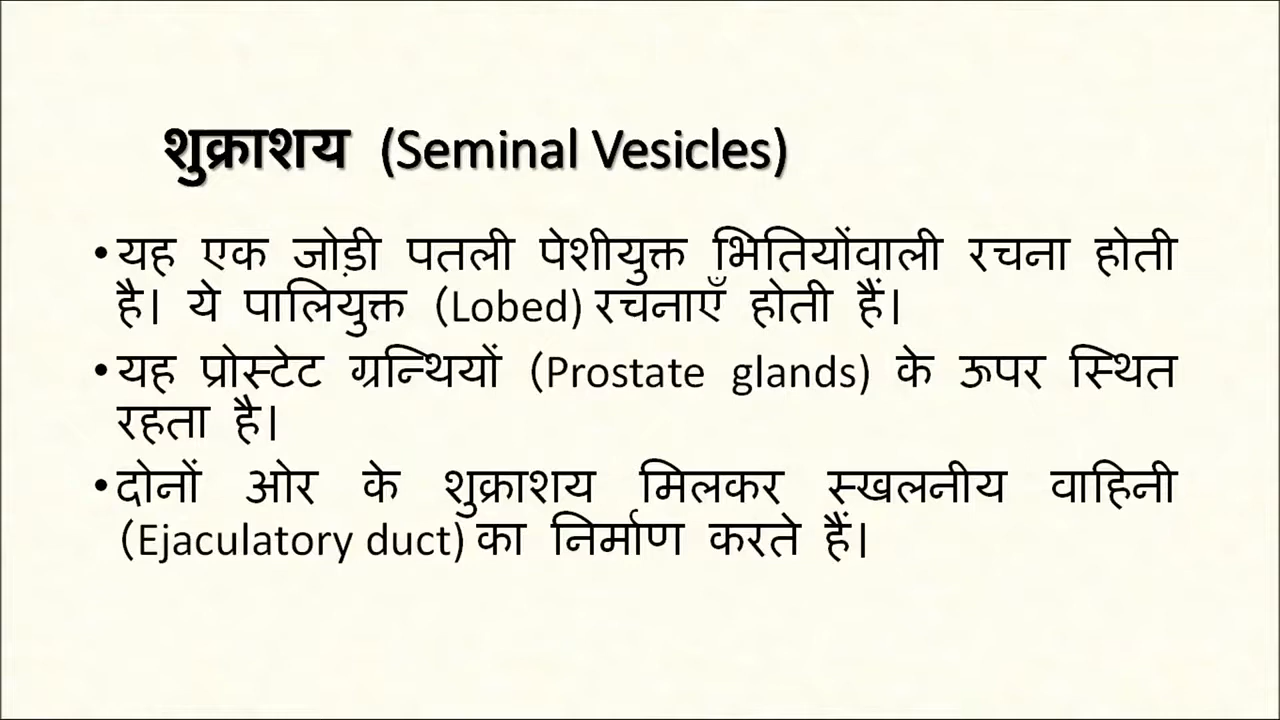 शुक्राशय (Seminal Vesicles)
•यह एक जोड़ी पतली पेशीयुक्त भितियोंवाली रचना होती
है। ये पालियुक्त (Lobed) रचनाएँ होती हैं।
•यह प्रोस्टेट ग्रन्थियों (Prostate glands) के ऊपर स्थित
रहता है।
•दोनों ओर के शुक्राशय मिलकर स्खलनीय वाहिनी
(Ejaculatory duct) का निर्माण करते हैं।